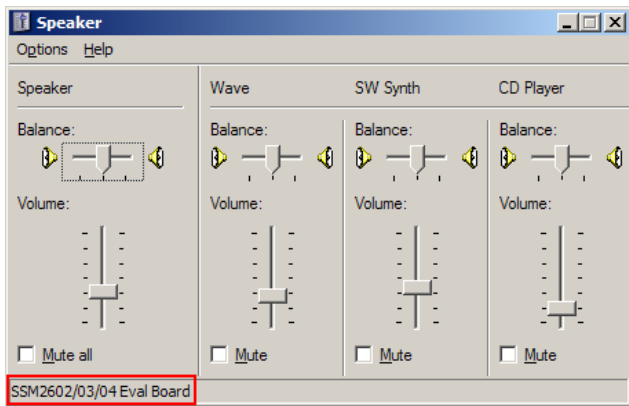 Speaker
Options Help
Speaker Wave SW Synth CD Player
Balance: Balance: Balance: Balance:
Volume: Volume: Volume: Volume:
Mute all Mute Mute Mute
SSM2602/03/04 Eval Board